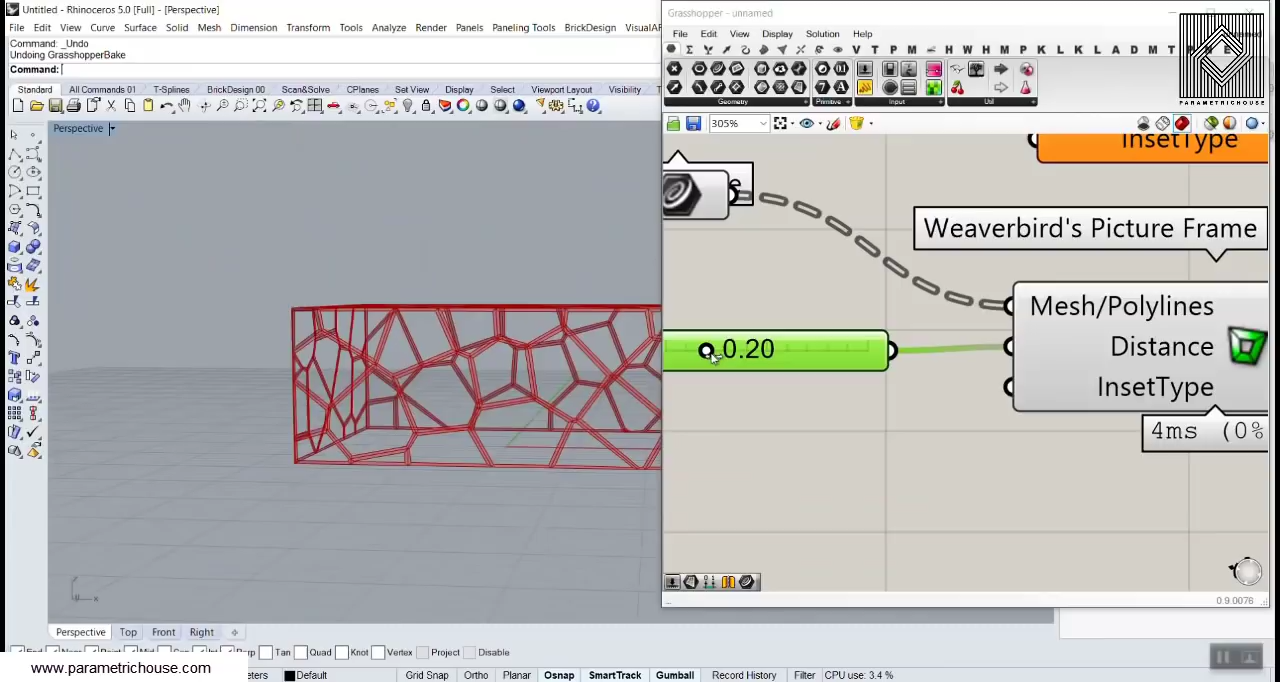 Untitled - Rhinoceros 5.0 [Full] - [Perspective]
File Edit View Curve Surface Solid Mesh Dimension Transform Tools Analyze Render Panels Paneling Tools BrickDesign
Command: _Undo
Undoing GrasshopperBake
Command:
Standard All Commands 01 T-Splines BrickDesign 00 Scan&Solve CPlanes Set View Display Select Viewport Layout Visibility
Perspective
Grasshopper - unnamed
File Edit View Display Solution Help
V T P M H W H M P K L K L A D M T
PARAMETRICHOUSE
Geometry Primitive Input Util
305%
InsetType
Weaverbird's Picture Frame
Mesh/Polylines
0.20
Distance
InsetType
4ms (0%
0.9.0076
Perspective Top Front Right
Tan Quad Knot Vertex Project Disable
www.parametrichouse.com
Default Grid Snap Ortho Planar Osnap SmartTrack Gumball Record History Filter CPU use: 3.4 %